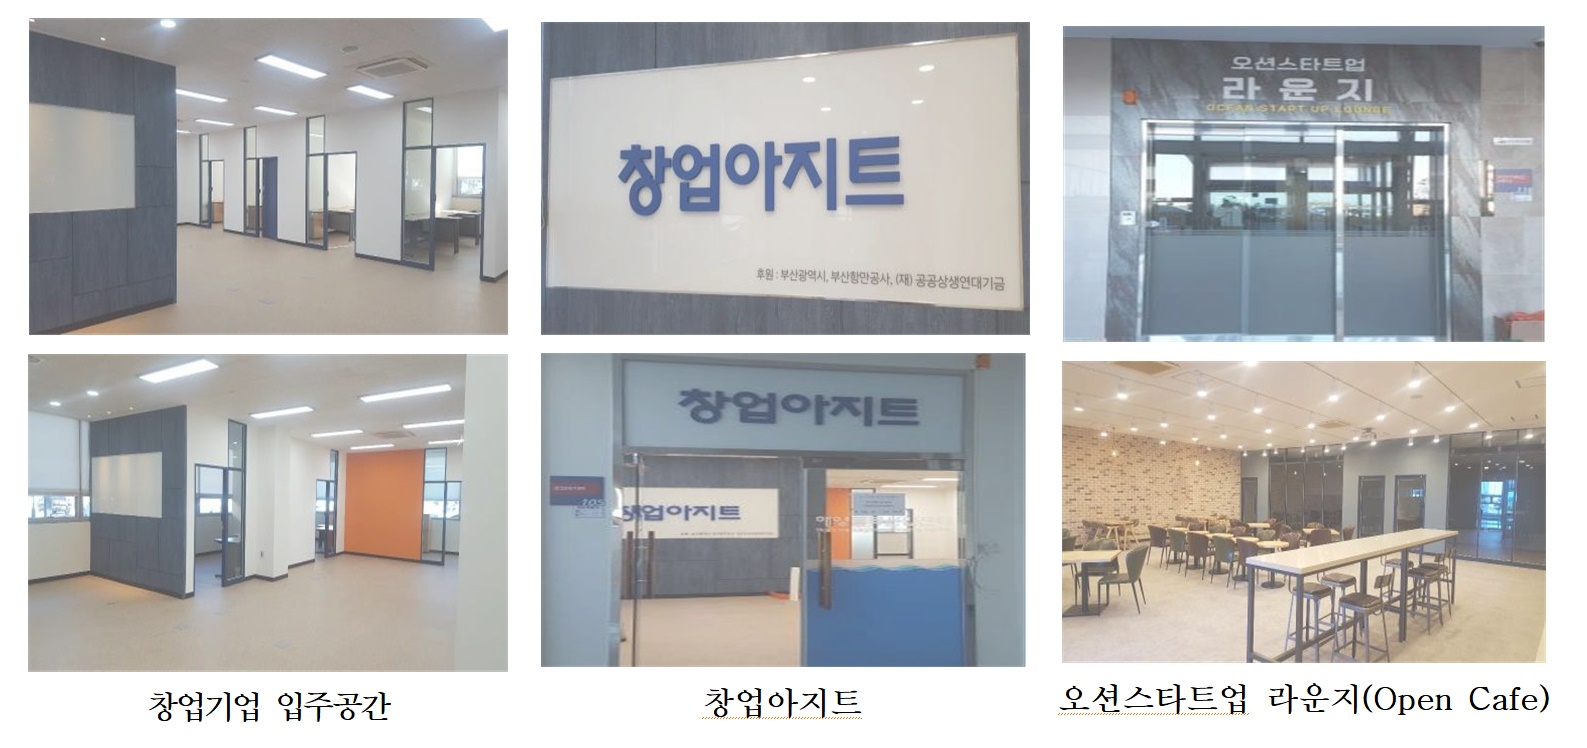 창업아지트
후원 : 부산광역시, 부산항만공사, (재) 공공상생연대기금
오션스타트업
라운지
OCEAN START UP LOUNGE
창업아지트
105
창업아지트
창업기업 입주공간
창업아지트
오션스타트업 라운지(Open Cafe)